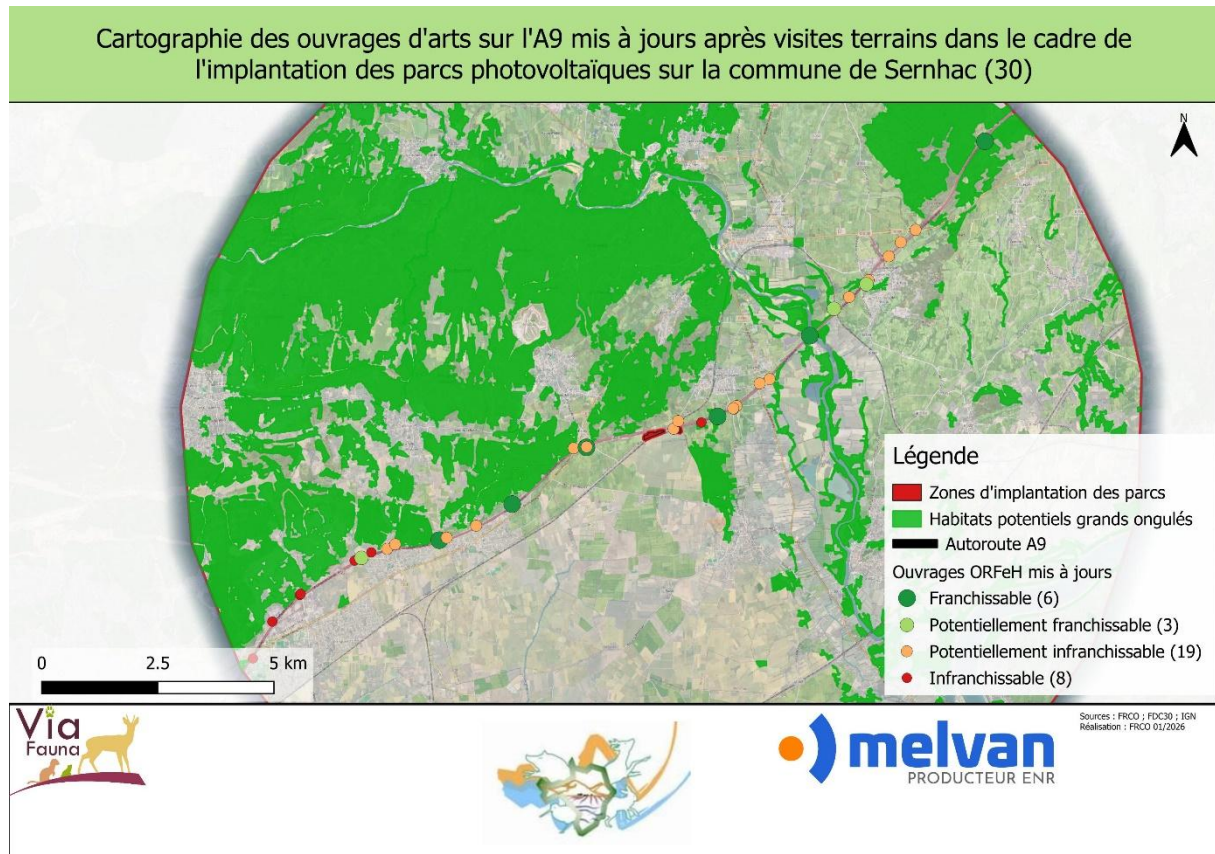 Cartographie des ouvrages d'arts sur l'A9 mis à jours après visites terrains dans le cadre de
l'implantation des parcs photovoltaïques sur la commune de Sernhac (30)
N
Légende
Zones d'implantation des parcs
Habitats potentiels grands ongulés
Autoroute A9
Ouvrages ORFeH mis à jours
Franchissable (6)
Potentiellement franchissable (3)
Potentiellement infranchissable (19)
Infranchissable (8)
0 2.5 5 km
Via
Fauna
melvan
PRODUCTEUR ENR
Sources : FRCO ; FDC30 ; IGN
Réalisation : FRCO 01/2026